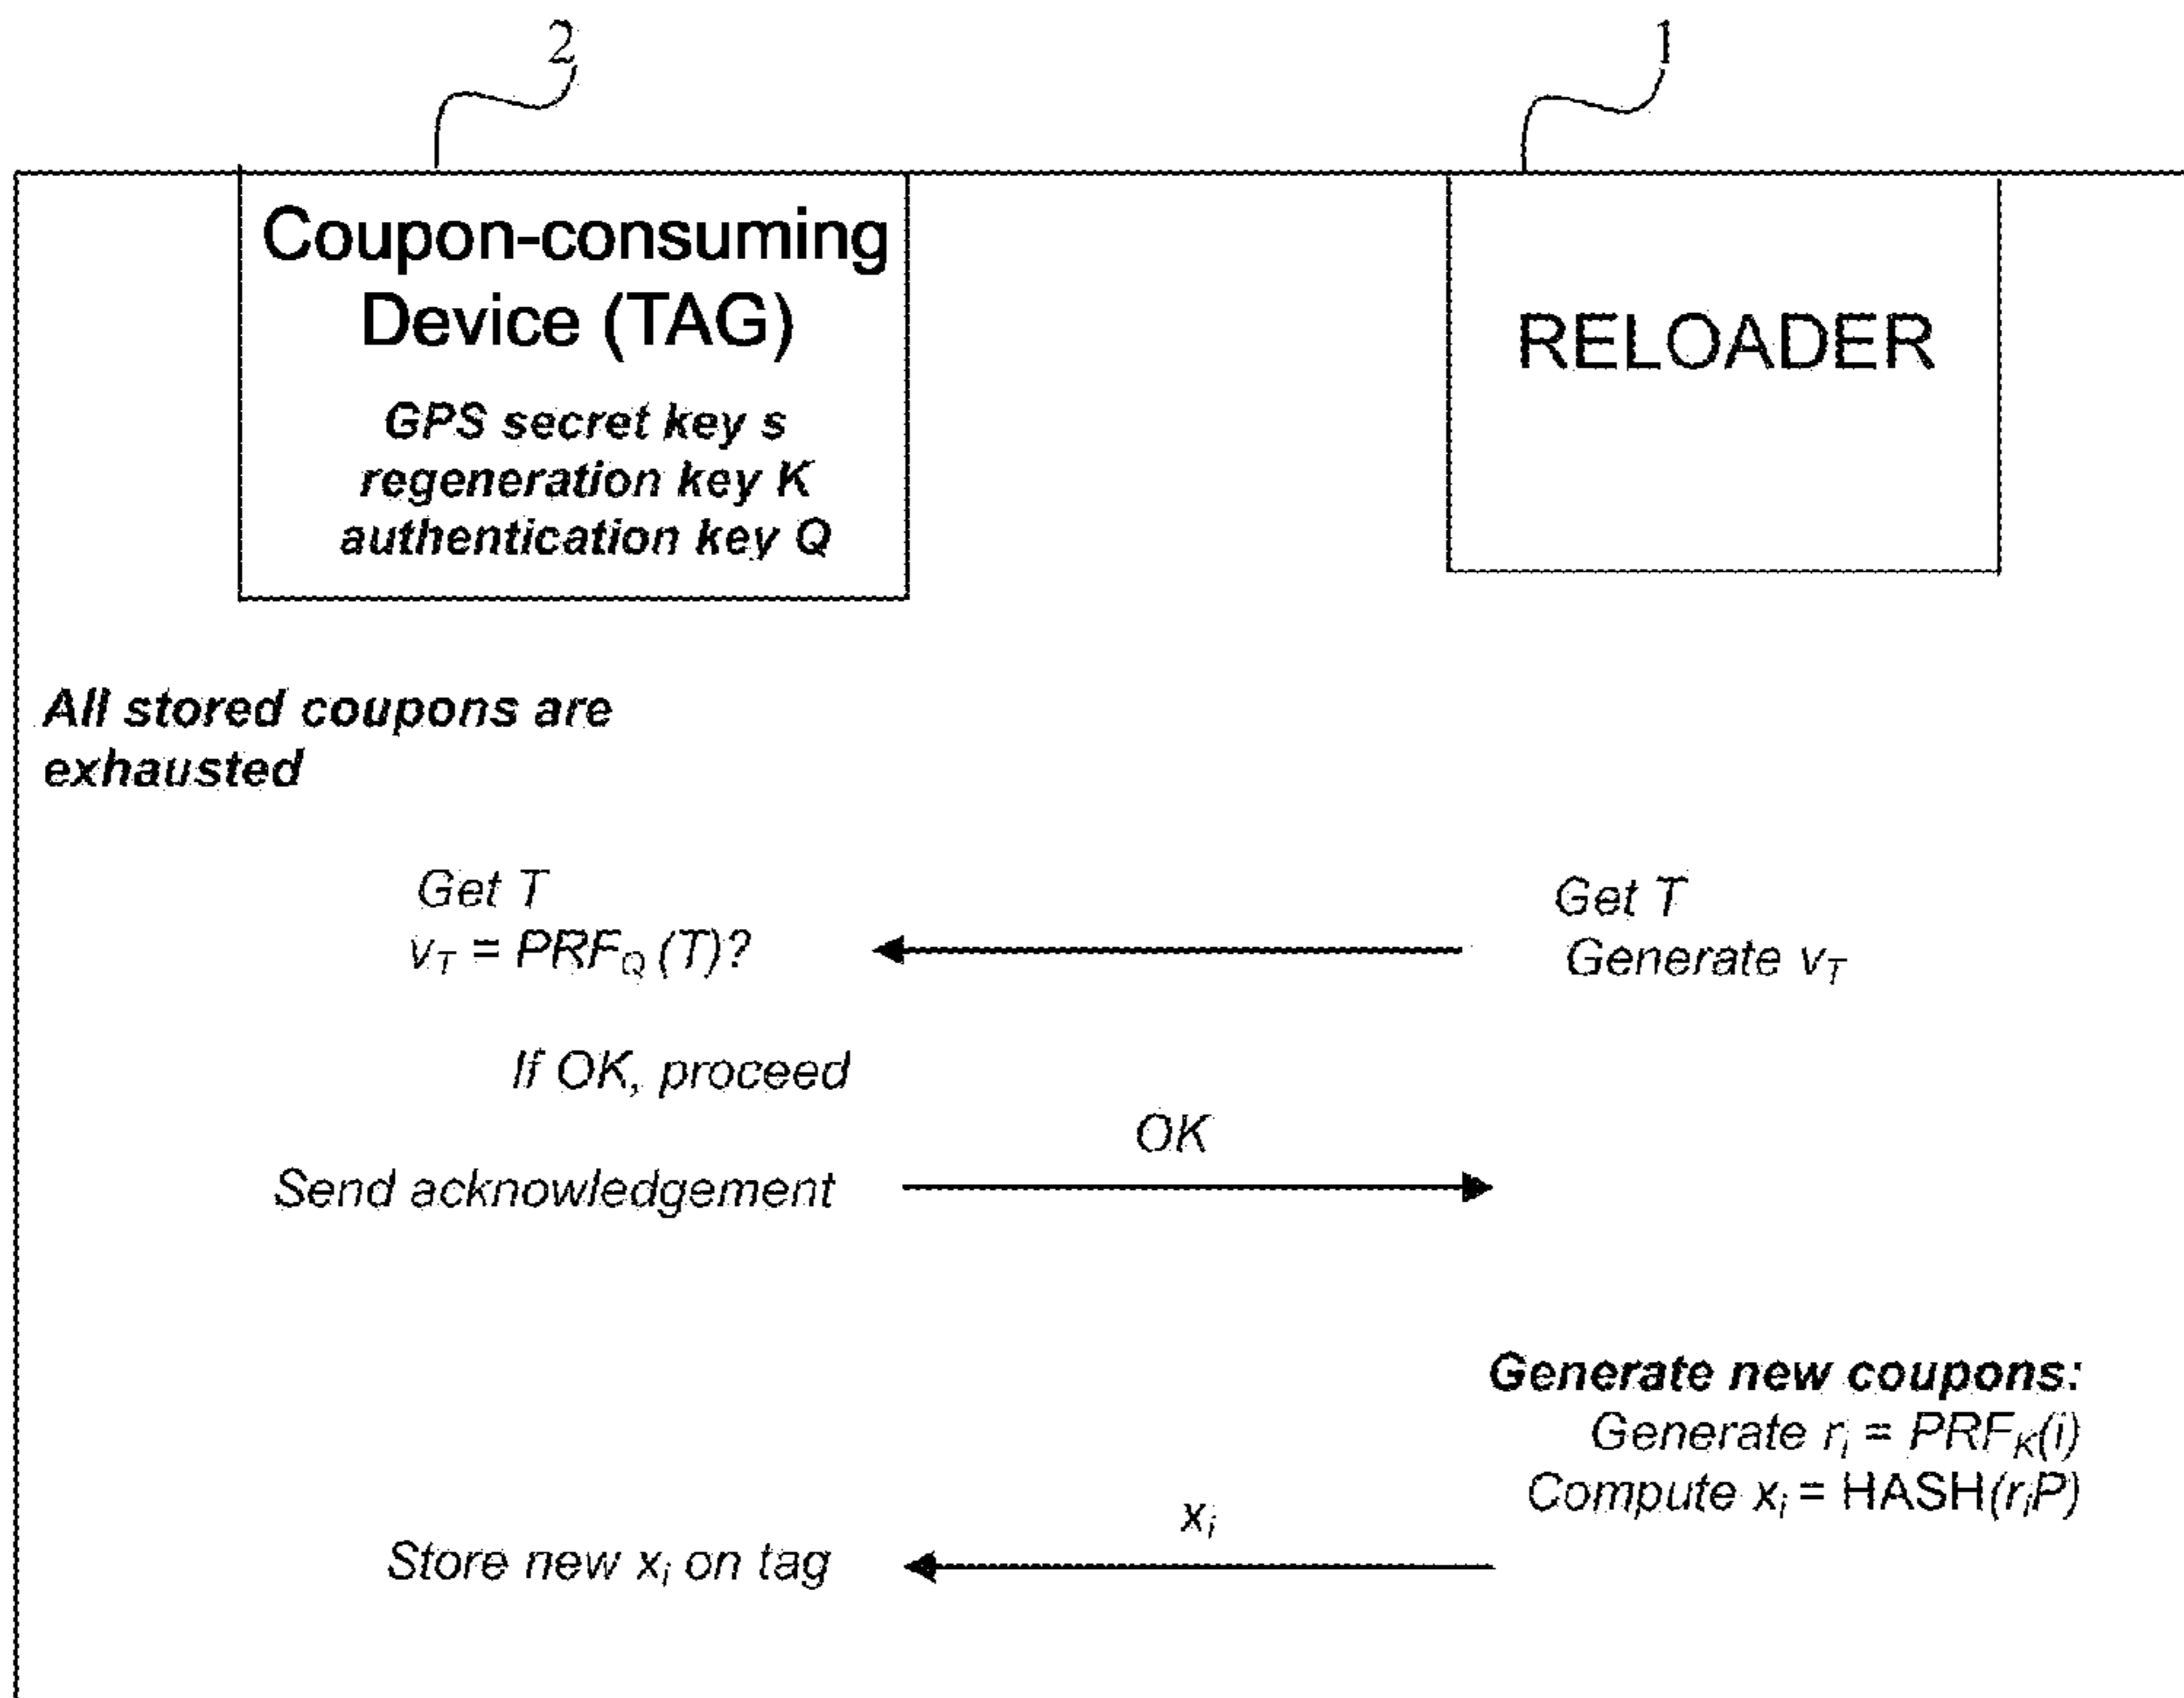 2
1
Coupon-consuming
Device (TAG)
GPS secret key s
regeneration key K
authentication key Q
RELOADER
All stored coupons are
exhausted
Get T
v_T = PRF_Q (T)?
Get T
Generate v_T
If OK, proceed
OK
Send acknowledgement
Generate new coupons:
Generate r_i = PRF_K(i)
Compute x_i = HASH(r_iP)
x_i
Store new x_i on tag